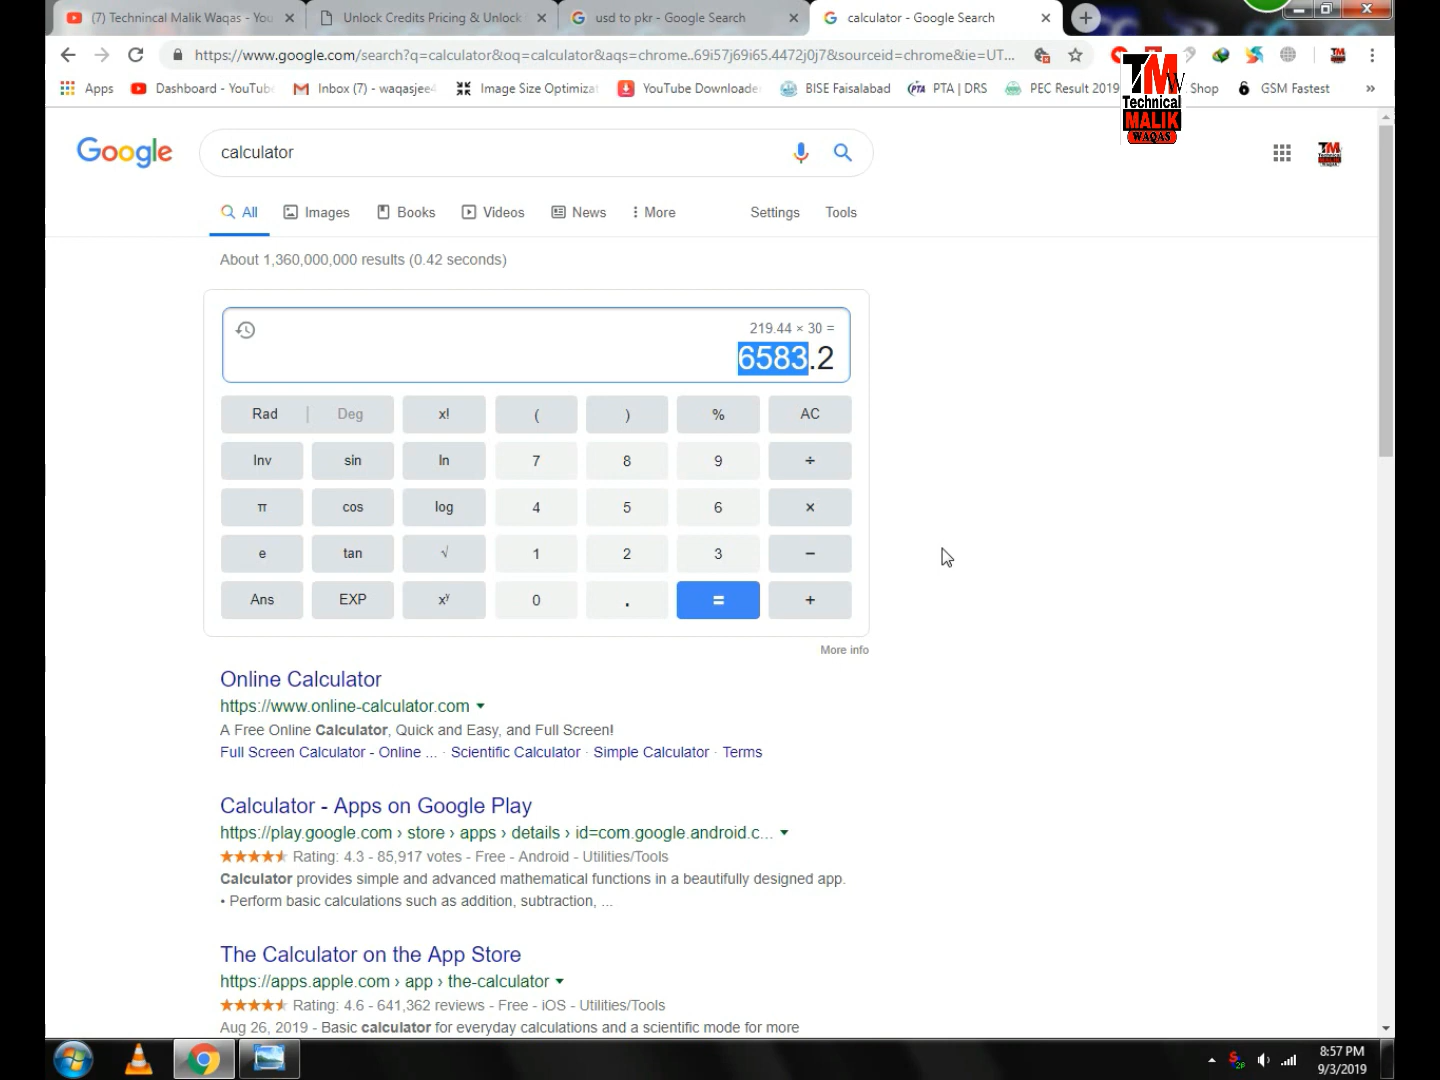 (7) Technincal Malik Waqas - You
Unlock Credits Pricing & Unlock
usd to pkr - Google Search
calculator - Google Search
https://www.google.com/search?q=calculator&oq=calculator&aqs=chrome..69i57j69i65.4472j0j7&sourceid=chrome&ie=UT...
Apps
Dashboard - YouTub
Inbox (7) - waqasjee4
Image Size Optimizat
YouTube Downloade
BISE Faisalabad
PTA | DRS
PEC Result 2019
Shop
GSM Fastest
»
TMW
Technical
MALIK
WAQAS
Google
calculator
All
Images
Books
Videos
News
More
Settings
Tools
About 1,360,000,000 results (0.42 seconds)
219.44 × 30 =
6583.2
Rad | Deg x! ( ) % AC
Inv sin ln 7 8 9 ÷
π cos log 4 5 6 ×
e tan √ 1 2 3 −
Ans EXP xʸ 0 . = +
More info
Online Calculator
https://www.online-calculator.com
A Free Online Calculator, Quick and Easy, and Full Screen!
Full Screen Calculator - Online ... · Scientific Calculator · Simple Calculator · Terms
Calculator - Apps on Google Play
https://play.google.com › store › apps › details › id=com.google.android.c...
Rating: 4.3 - 85,917 votes - Free - Android - Utilities/Tools
Calculator provides simple and advanced mathematical functions in a beautifully designed app.
• Perform basic calculations such as addition, subtraction, ...
The Calculator on the App Store
https://apps.apple.com › app › the-calculator
Rating: 4.6 - 641,362 reviews - Free - iOS - Utilities/Tools
Aug 26, 2019 - Basic calculator for everyday calculations and a scientific mode for more
8:57 PM
9/3/2019